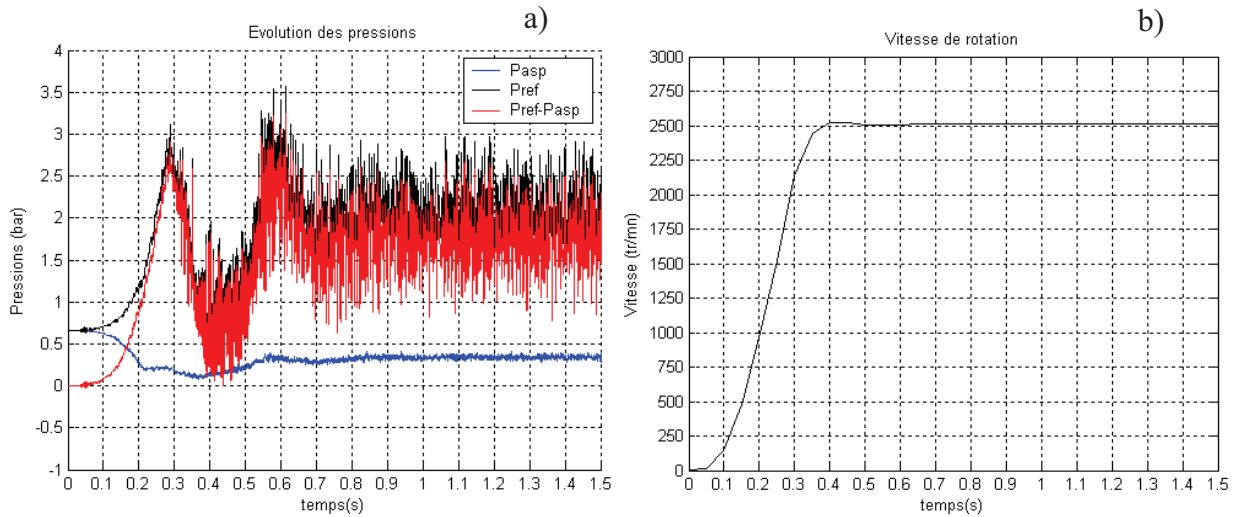 a)
Evolution des pressions
Pressions (bar)
4
3.5
3
2.5
2
1.5
1
0.5
0
-0.5
-1
Pasp
Pref
Pref-Pasp
0 0.1 0.2 0.3 0.4 0.5 0.6 0.7 0.8 0.9 1 1.1 1.2 1.3 1.4 1.5
temps(s)
b)
Vitesse de rotation
Vitesse (tr/mn)
3000
2750
2500
2250
2000
1750
1500
1250
1000
750
500
250
0
0 0.1 0.2 0.3 0.4 0.5 0.6 0.7 0.8 0.9 1 1.1 1.2 1.3 1.4 1.5
temps(s)